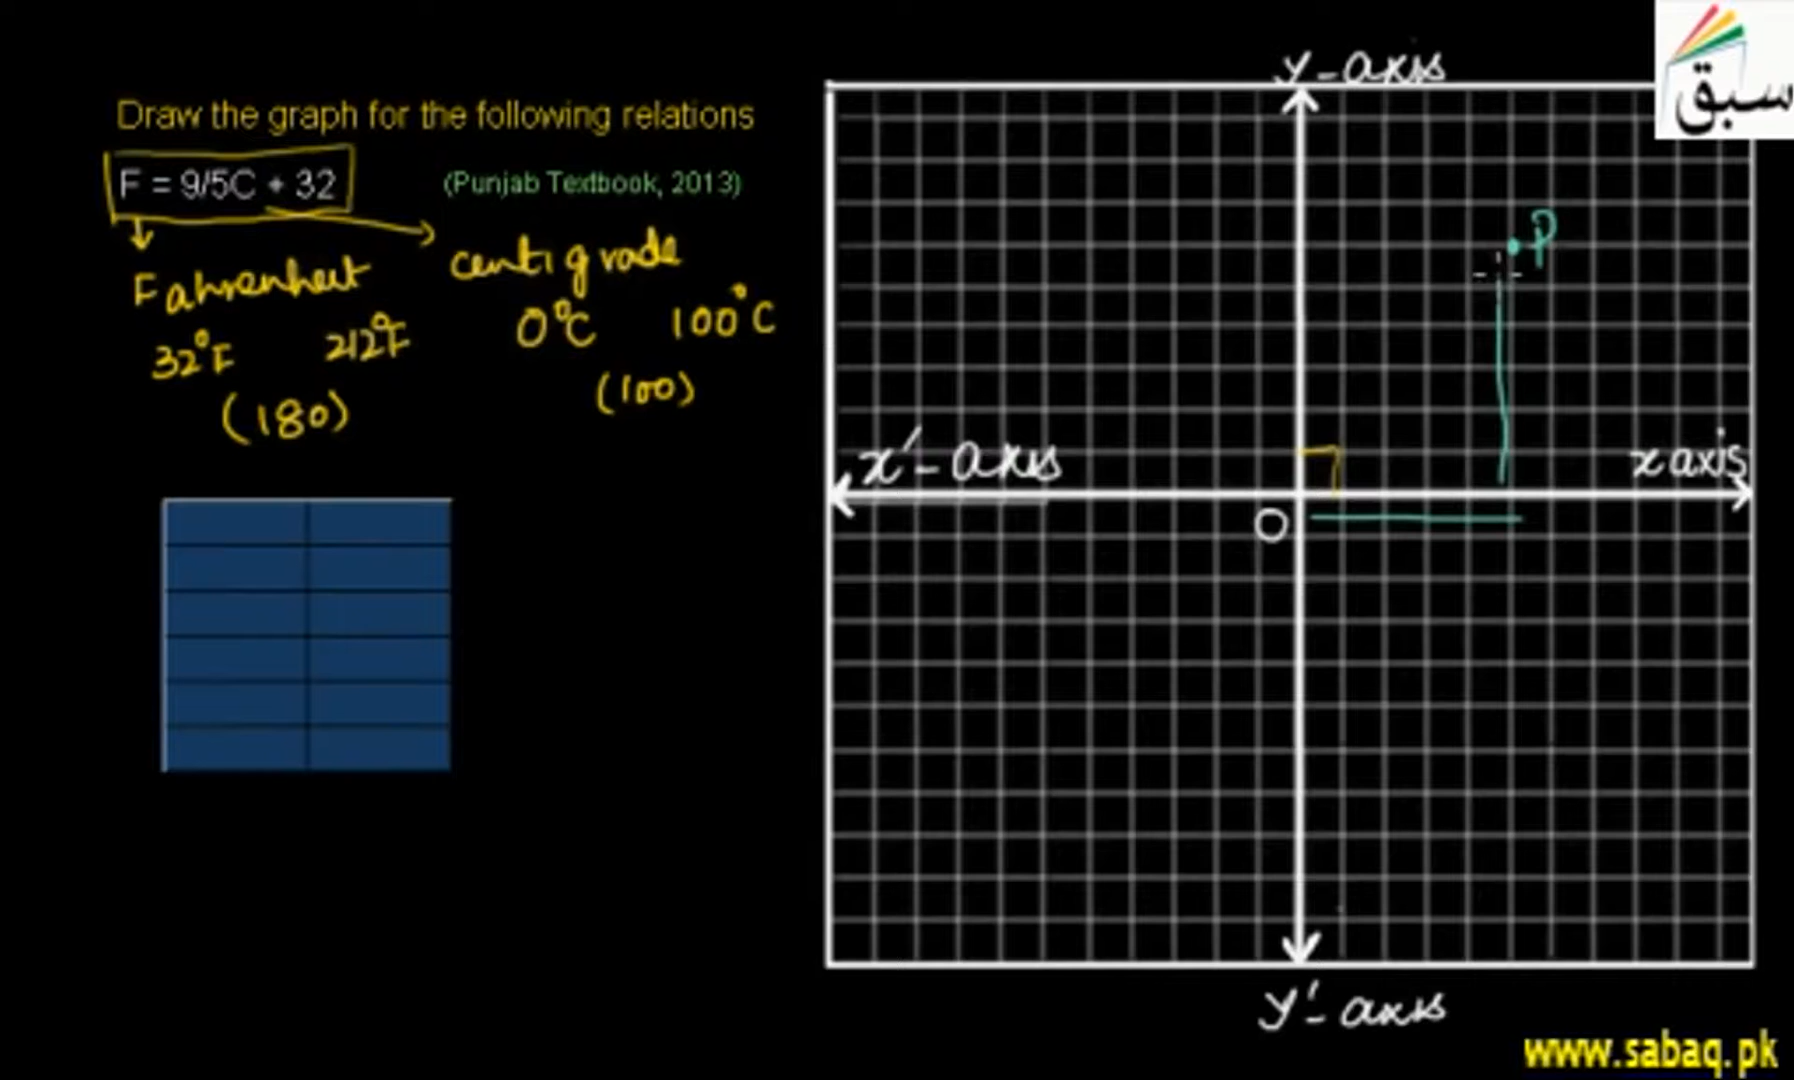 Draw the graph for the following relations
F = 9/5C + 32
(Punjab Textbook, 2013)
Fahrenheit
centigrade
32°F
212°F
0°C
100°C
(180)
(100)
y-axis
P
x'-axis
x axis
O
y'-axis
سبق
www.sabaq.pk